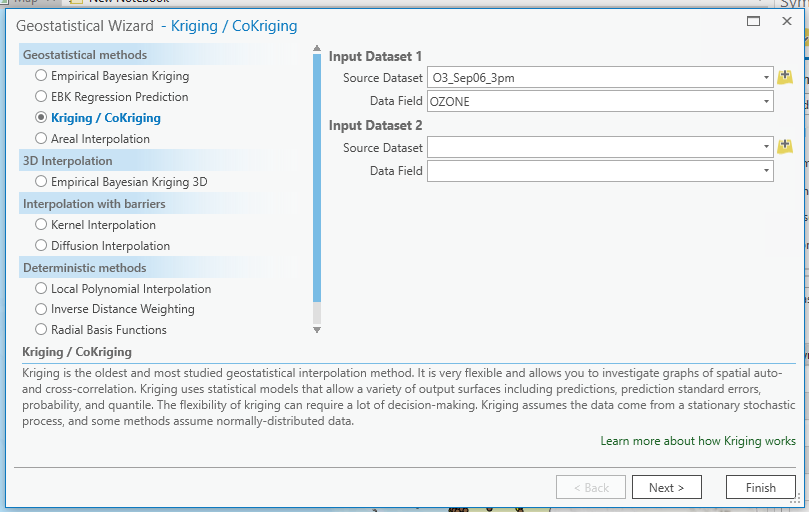 Map
New Notebook
Sym
Geostatistical Wizard - Kriging / CoKriging
Geostatistical methods
Empirical Bayesian Kriging
EBK Regression Prediction
Kriging / CoKriging
Areal Interpolation
3D Interpolation
Empirical Bayesian Kriging 3D
Interpolation with barriers
Kernel Interpolation
Diffusion Interpolation
Deterministic methods
Local Polynomial Interpolation
Inverse Distance Weighting
Radial Basis Functions
Input Dataset 1
Source Dataset O3_Sep06_3pm
Data Field OZONE
Input Dataset 2
Source Dataset
Data Field
Kriging / CoKriging
Kriging is the oldest and most studied geostatistical interpolation method. It is very flexible and allows you to investigate graphs of spatial auto-
and cross-correlation. Kriging uses statistical models that allow a variety of output surfaces including predictions, prediction standard errors,
probability, and quantile. The flexibility of kriging can require a lot of decision-making. Kriging assumes the data come from a stationary stochastic
process, and some methods assume normally-distributed data.
Learn more about how Kriging works
< Back
Next >
Finish